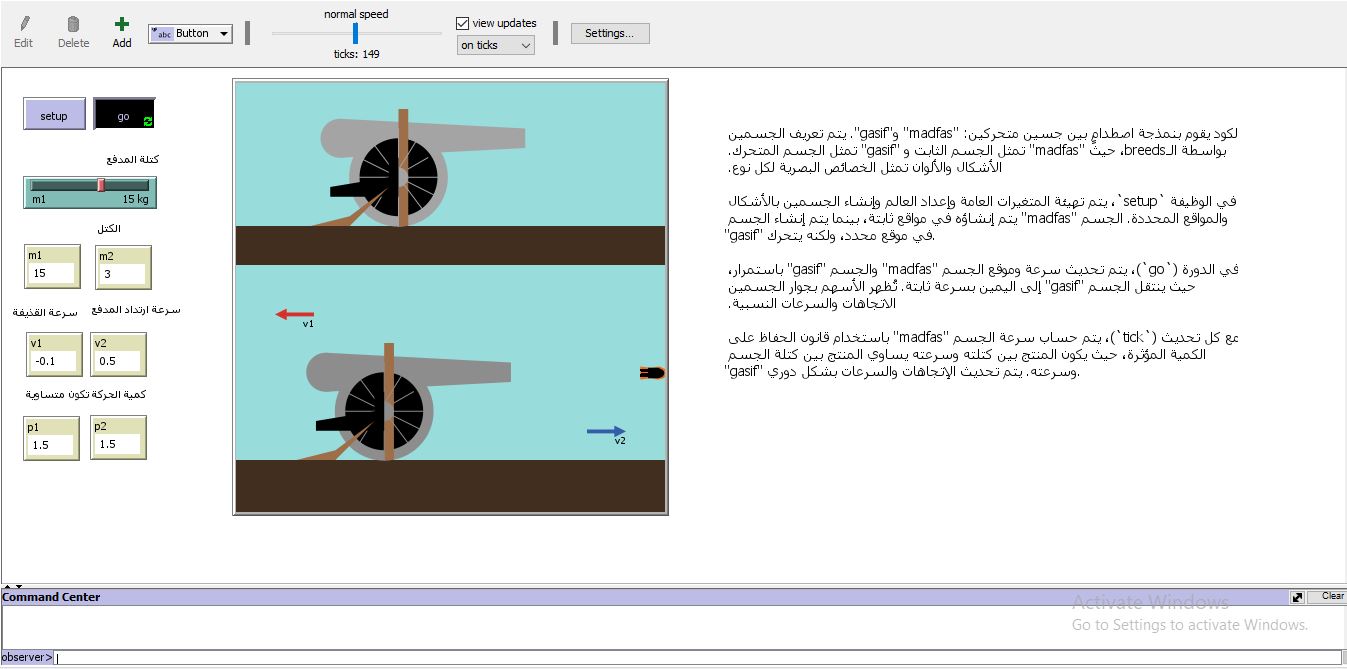 normal speed
view updates
Edit
Delete
Add
abc Button
on ticks
Settings...
ticks: 149
setup
go
كتلة المدفع
m1
15 kg
الكتل
m1
15
m2
3
سرعة القذيفة
سرعة ارتداد المدفع
v1
-0.1
v2
0.5
كمية الحركة تكون متساوية
p1
1.5
p2
1.5
v1
v2
لكود يقوم بنمذجة اصطدام بين جسين متحركين: "madfas" و"gasif". يتم تعريف الجسمين
بواسطة الـbreeds، حيث "madfas" تمثل الجسم الثابت و "gasif" تمثل الجسم المتحرك.
الأشكال والألوان تمثل الخصائص البصرية لكل نوع.
في الوظيفة `setup`، يتم تهيئة المتغيرات العامة وإعداد العالم وإنشاء الجسمين بالأشكال
والمواقع المحددة. الجسم "madfas" يتم إنشاؤه في مواقع ثابتة، بينما يتم إنشاء الجسم
"gasif" في موقع محدد، ولكنه يتحرك.
في الدورة (`go`)، يتم تحديث سرعة وموقع الجسم "madfas" والجسم "gasif" باستمرار،
حيث ينتقل الجسم "gasif" إلى اليمين بسرعة ثابتة. تُظهر الأسهم بجوار الجسمين
الاتجاهات والسرعات النسبية.
مع كل تحديث (`tick`)، يتم حساب سرعة الجسم "madfas" باستخدام قانون الحفاظ على
الكمية المؤثرة، حيث يكون المنتج بين كتلته وسرعته يساوي المنتج بين كتلة الجسم
"gasif" وسرعته. يتم تحديث الإتجاهات والسرعات بشكل دوري.
Command Center
Clear
Activate Windows
Go to Settings to activate Windows.
observer>